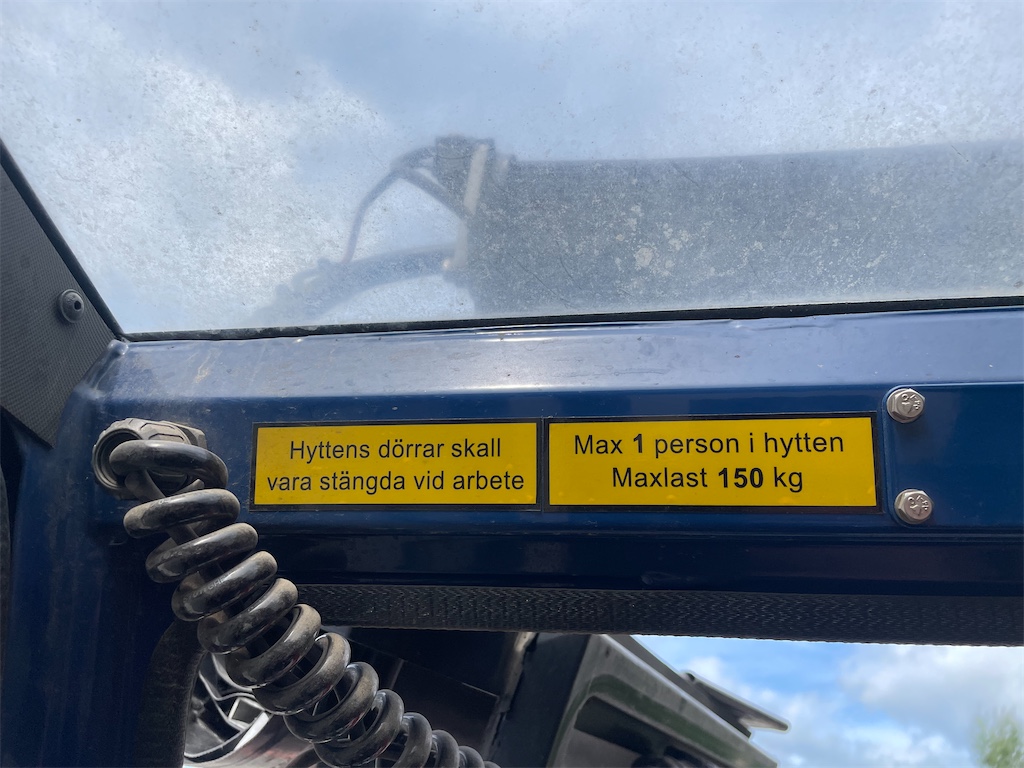 Hyttens dörrar skall
vara stängda vid arbete
Max 1 person i hytten
Maxlast 150 kg